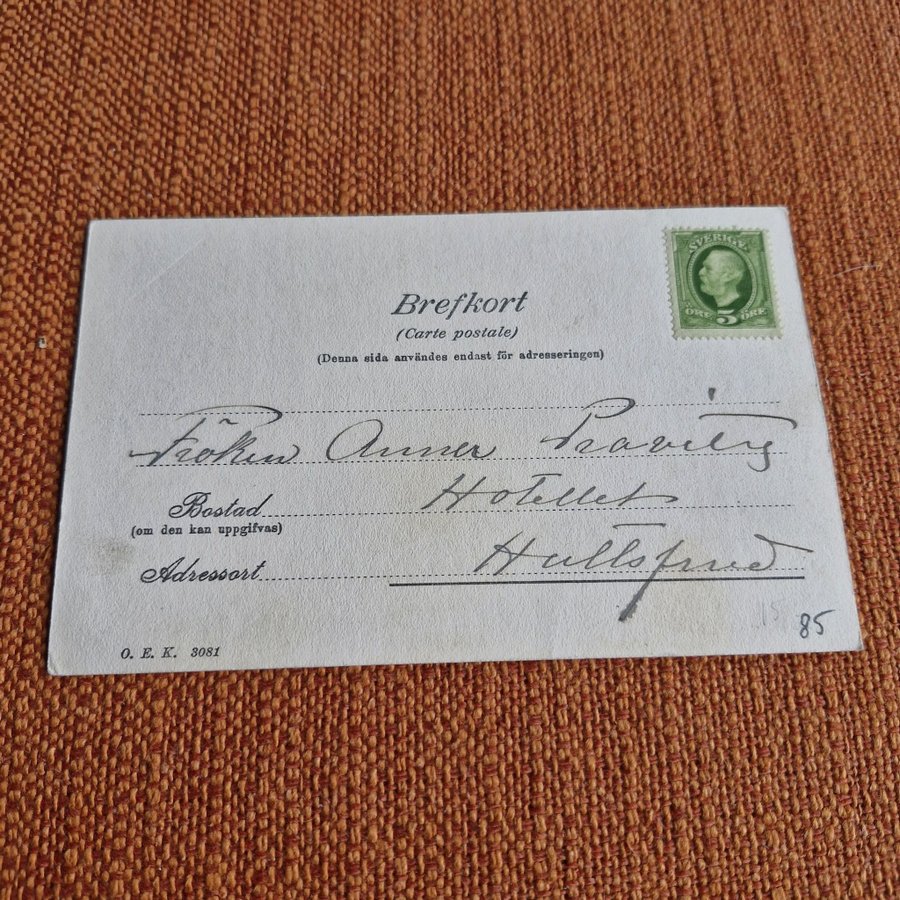 SVERIGE
ÖRE 5 ÖRE
Brefkort
(Carte postale)
(Denna sida användes endast för adresseringen)
Fröken Anner
Bostad Hotellet
(om den kan uppgifvas)
Adressort Hultsfred
85
O. E. K. 3081